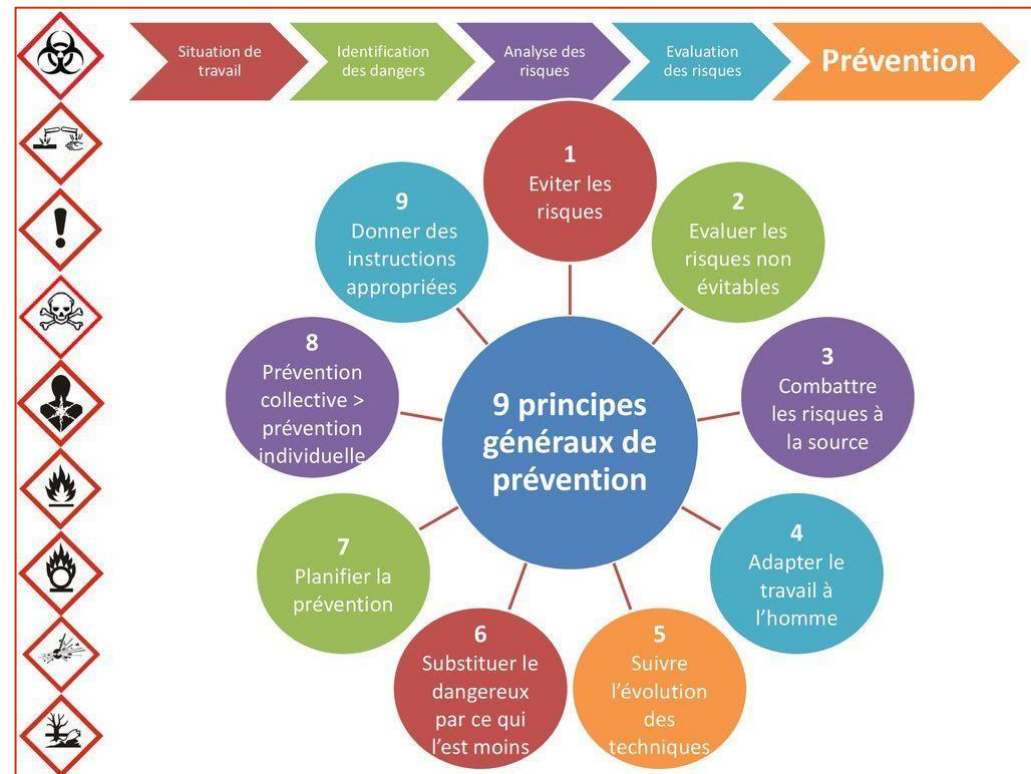 Situation de
travail
Identification
des dangers
Analyse des
risques
Evaluation
des risques
Prévention
1
Eviter les
risques
2
Evaluer les
risques non
évitables
3
Combattre
les risques à
la source
4
Adapter le
travail à
l'homme
5
Suivre
l'évolution
des
techniques
6
Substituer le
dangereux
par ce qui
l'est moins
7
Planifier la
prévention
8
Prévention
collective >
prévention
individuelle
9
Donner des
instructions
appropriées
9 principes
généraux de
prévention